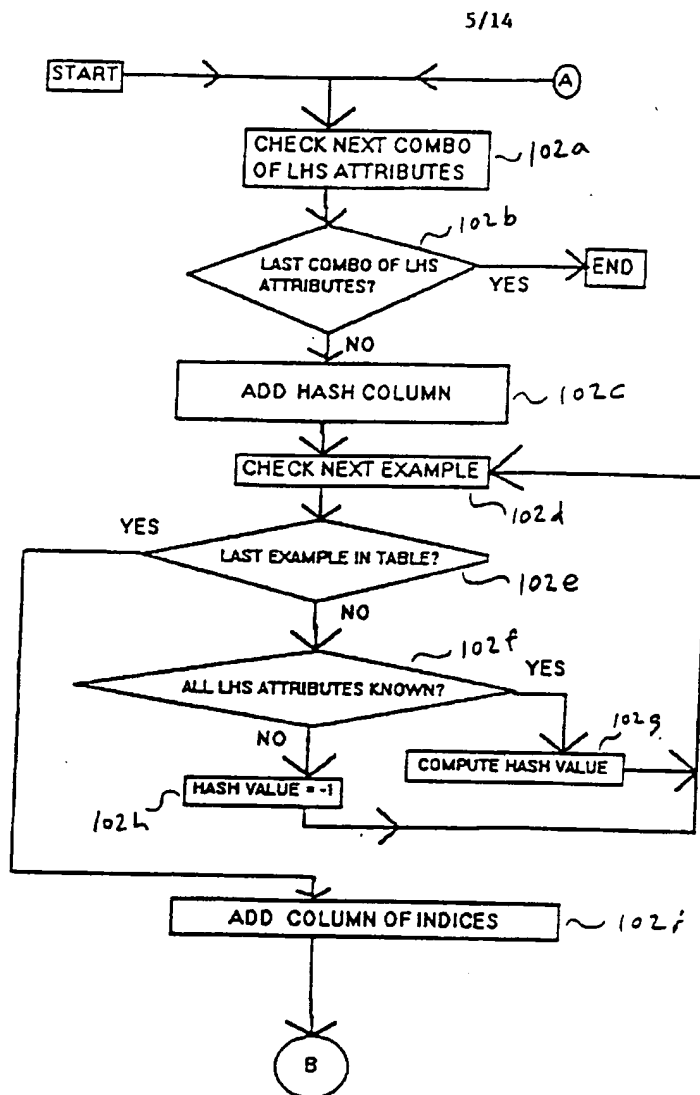 5/14
START
A
CHECK NEXT COMBO
OF LHS ATTRIBUTES
102a
102b
LAST COMBO OF LHS
ATTRIBUTES?
YES
END
NO
ADD HASH COLUMN
102c
CHECK NEXT EXAMPLE
102d
YES
LAST EXAMPLE IN TABLE?
102e
NO
102f
ALL LHS ATTRIBUTES KNOWN?
YES
NO
102g
COMPUTE HASH VALUE
HASH VALUE = -1
102h
ADD COLUMN OF INDICES
102i
B